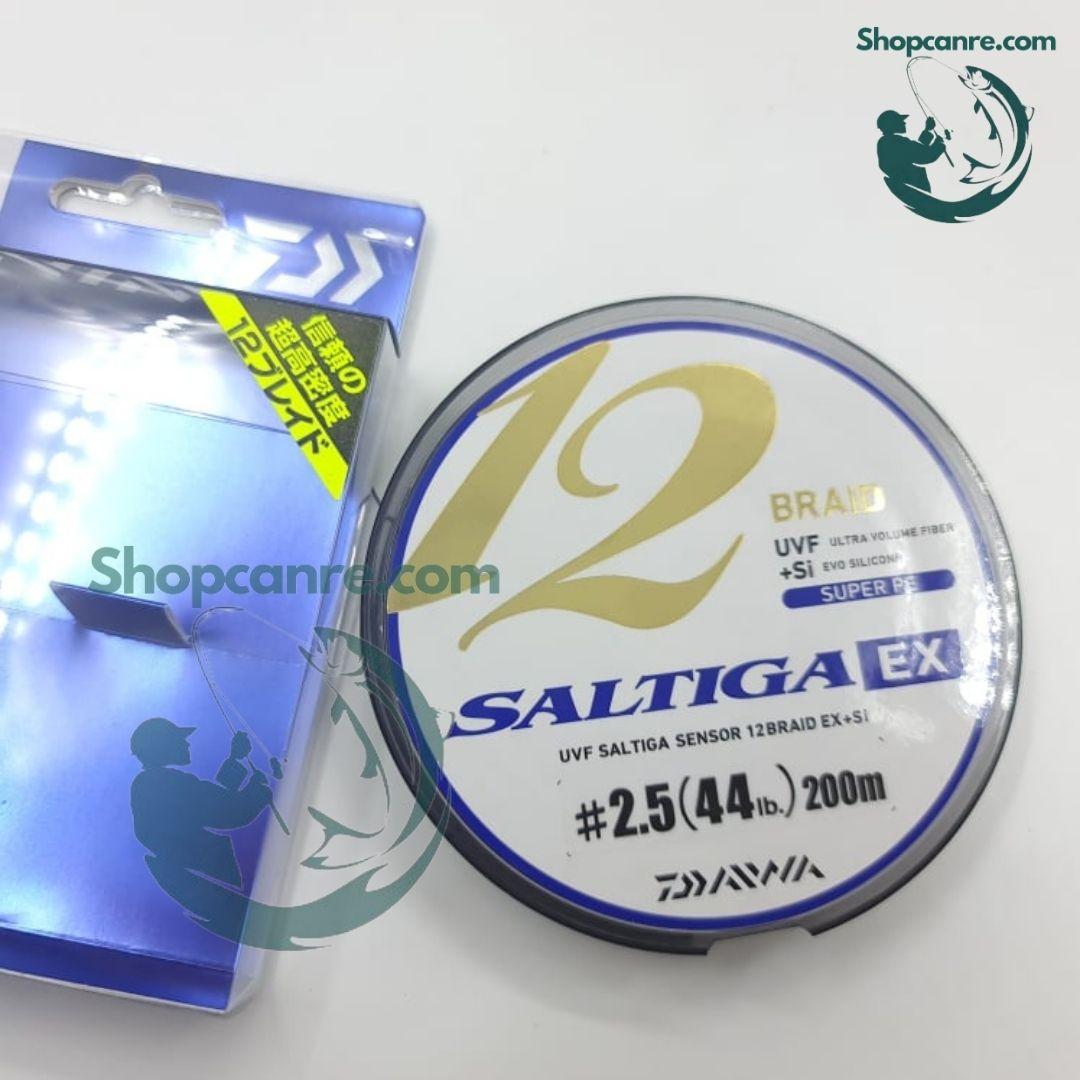 Shopcanre.com
信頼の
超高密度
12ブレイド
12
BRAID
UVF ULTRA VOLUME FIBER
+Si EVO SILICONE
SUPER PE
SALTIGA EX
UVF SALTIGA SENSOR 12BRAID EX+Si
#2.5(44lb.)200m
DAIWA
Shopcanre.com